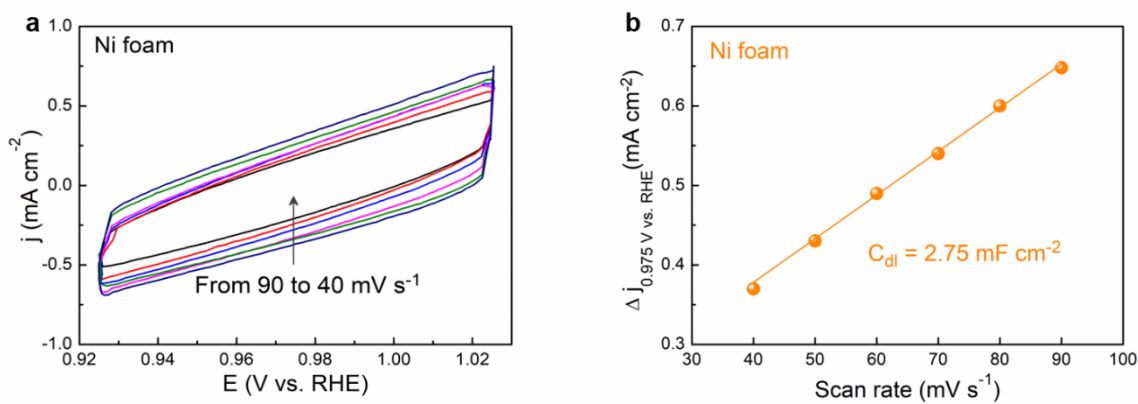 a
Ni foam
1.0
0.5
0.0
-0.5
-1.0
j (mA cm⁻²)
From 90 to 40 mV s⁻¹
0.92 0.94 0.96 0.98 1.00 1.02
E (V vs. RHE)
b
Ni foam
0.7
0.6
0.5
0.4
0.3
Δ j0.975 V vs. RHE(mA cm⁻²)
Cdl = 2.75 mF cm⁻²
30 40 50 60 70 80 90 100
Scan rate (mV s⁻¹)